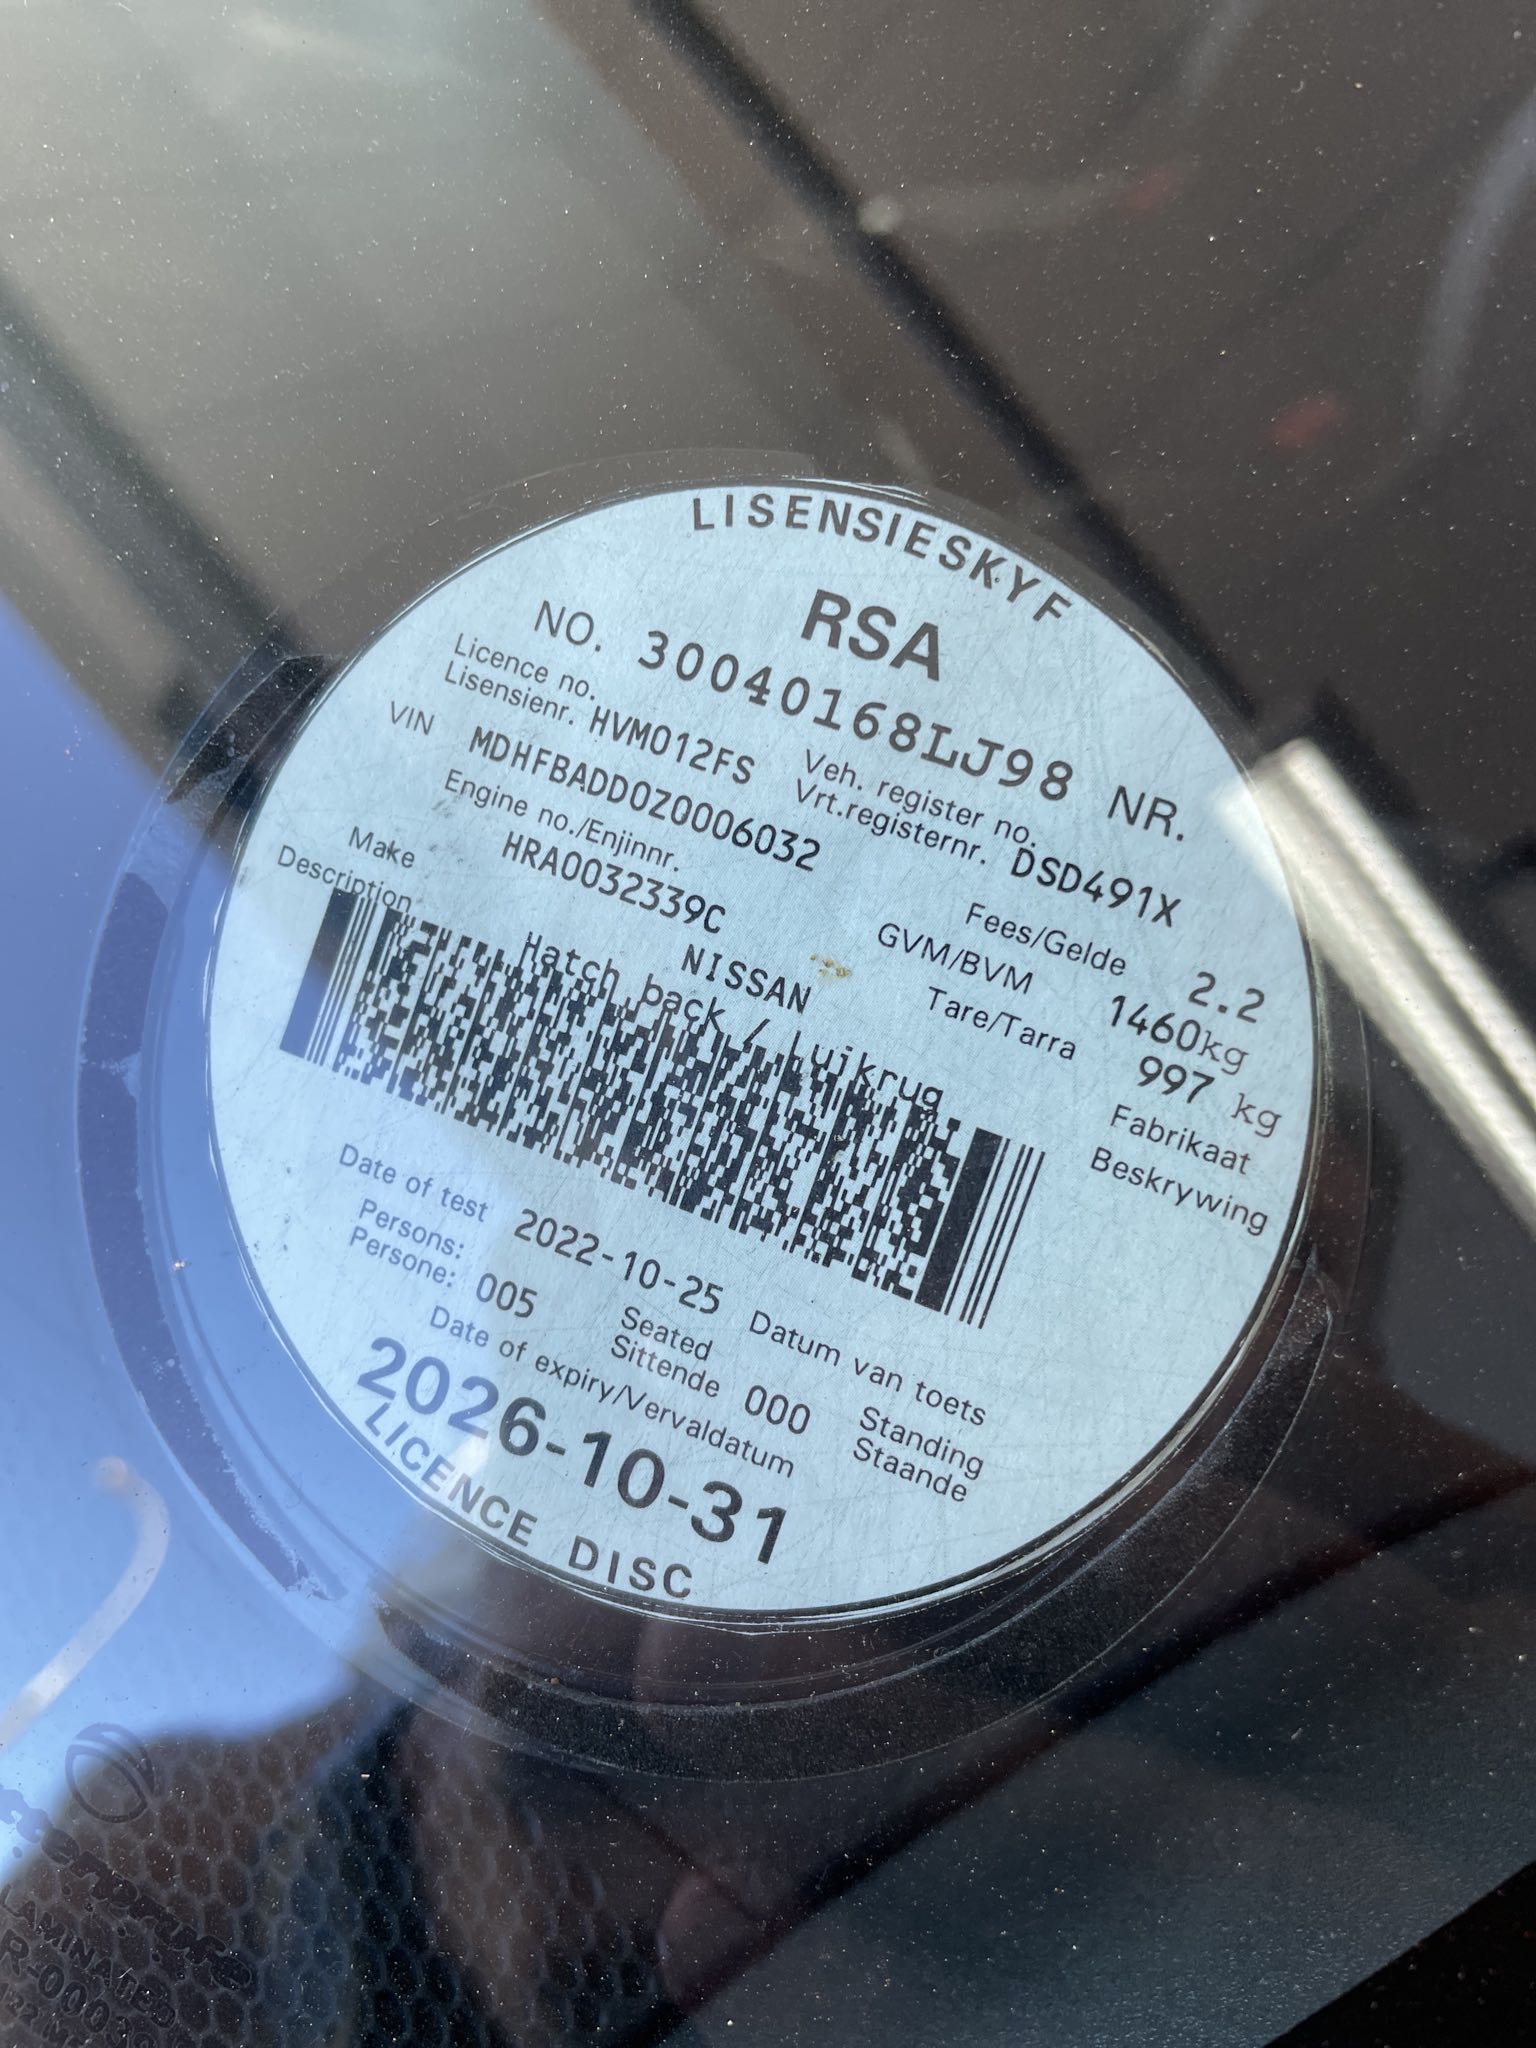 LISENSIESKYF
RSA
NO. 30040168LJ98 NR.
Licence no.
Lisensienr. HVM012FS
Veh. register no.
Vrt.registernr. DSD491X
VIN MDHFBADD0Z0006032
Engine no./Enjinnr.
HRA0032339C
Fees/Gelde 2.2
GVM/BVM 1460kg
Tare/Tarra 997 kg
Make NISSAN Fabrikaat
Description Hatch back / Luikrug Beskrywing
Date of test 2022-10-25 Datum van toets
Persons:
Persone: 005
Seated
Sittende 000
Standing
Staande
Date of expiry/Vervaldatum
2026-10-31
LICENCE DISC
LAMINATED